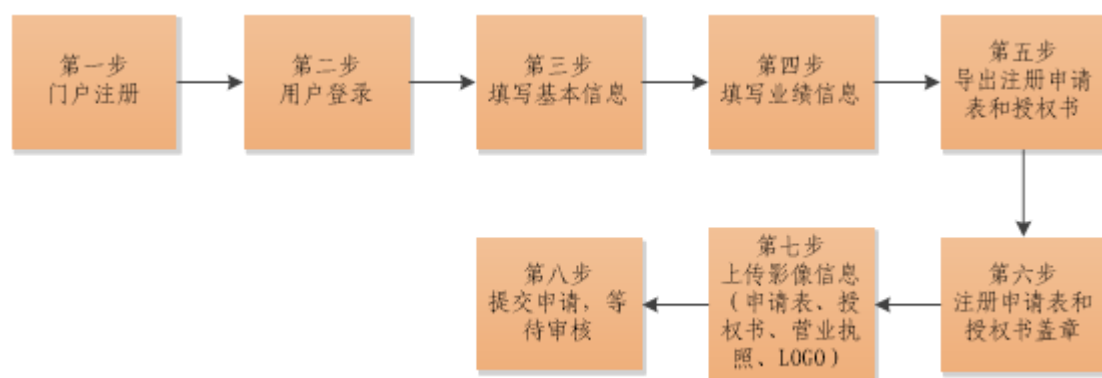 第一步
门户注册
第二步
用户登录
第三步
填写基本信息
第四步
填写业绩信息
第五步
导出注册申请
表和授权书
第六步
注册申请表和
授权书盖章
第七步
上传影像信息
（申请表、授
权书、营业执
照、LOGO）
第八步
提交申请，等
待审核